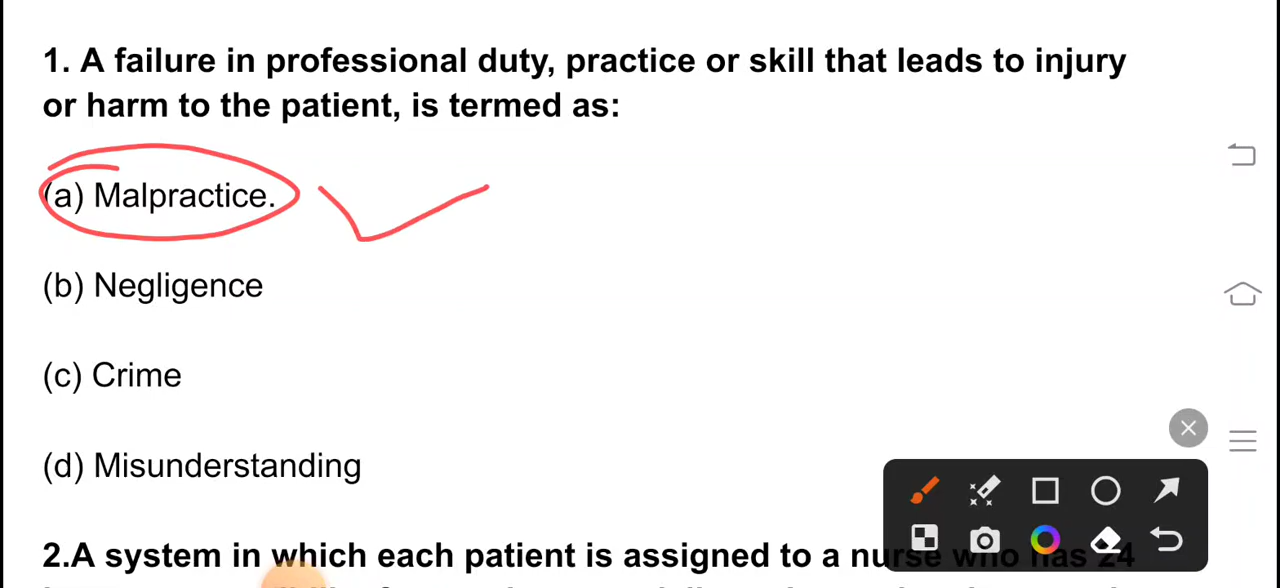 1. A failure in professional duty, practice or skill that leads to injury
or harm to the patient, is termed as:
(a) Malpractice.
(b) Negligence
(c) Crime
(d) Misunderstanding
2.A system in which each patient is assigned to a nurse who has 24